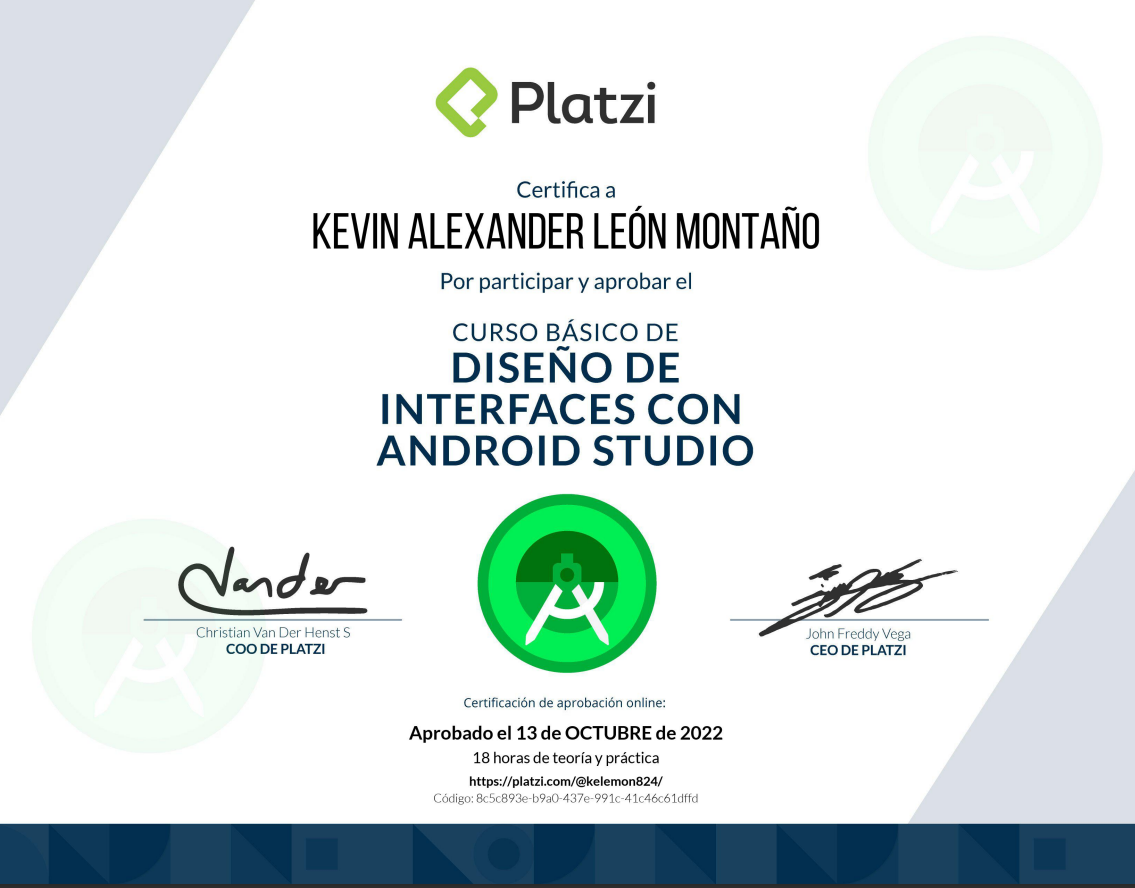 Platzi
Certifica a
KEVIN ALEXANDER LEÓN MONTAÑO
Por participar y aprobar el
CURSO BÁSICO DE
DISEÑO DE
INTERFACES CON
ANDROID STUDIO
Vander
Christian Van Der Henst S
COO DE PLATZI
John Freddy Vega
CEO DE PLATZI
Certificación de aprobación online:
Aprobado el 13 de OCTUBRE de 2022
18 horas de teoría y práctica
https://platzi.com/@kelemon824/
Código: 8c5c893e-b9a0-437e-991c-41c46c61dffd